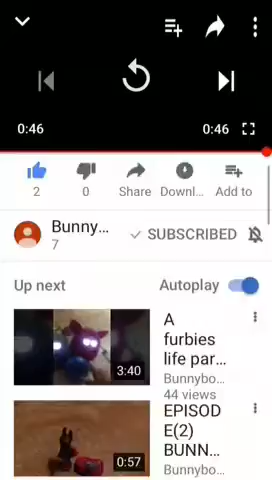 0:46
0:46
2
0
Share
Downl...
Add to
Bunny...
7
SUBSCRIBED
Up next
Autoplay
3:40
A
furbies
life par...
Bunnybo...
44 views
0:57
EPISOD
E(2)
BUNN...
Bunnybo...